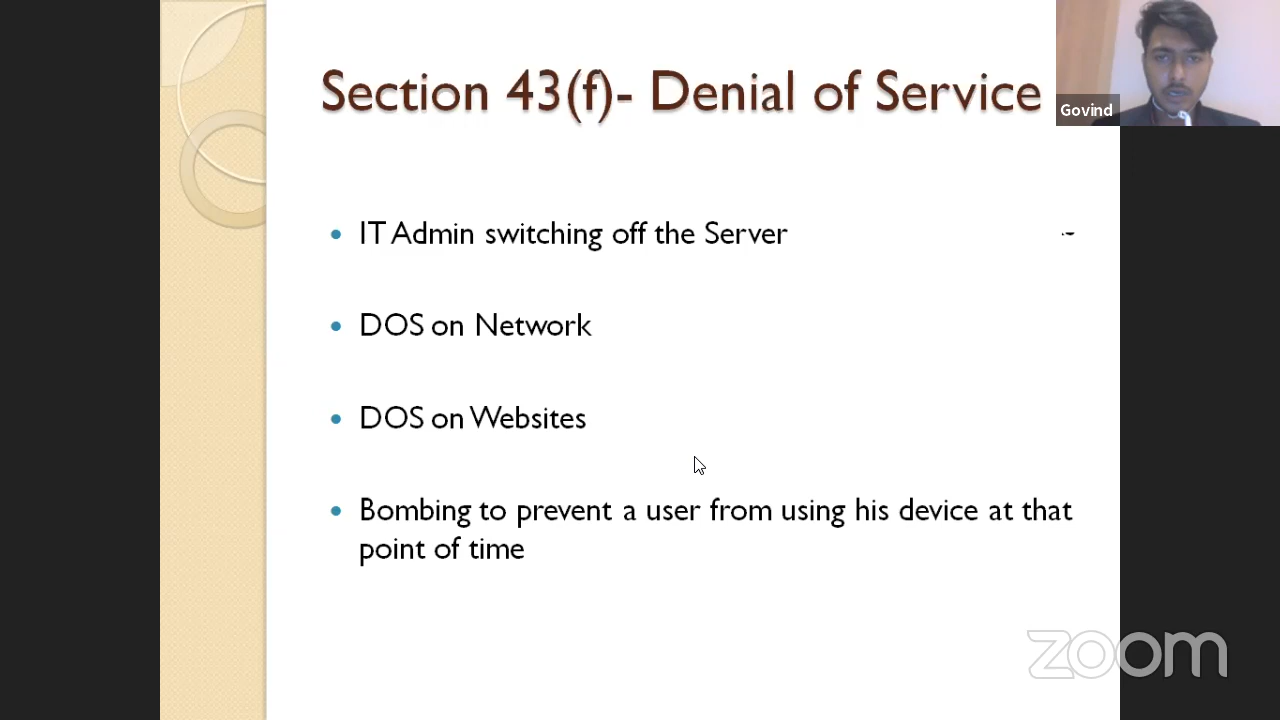 Section 43(f)- Denial of Service
Govind
• IT Admin switching off the Server
• DOS on Network
• DOS on Websites
• Bombing to prevent a user from using his device at that
point of time
zoom